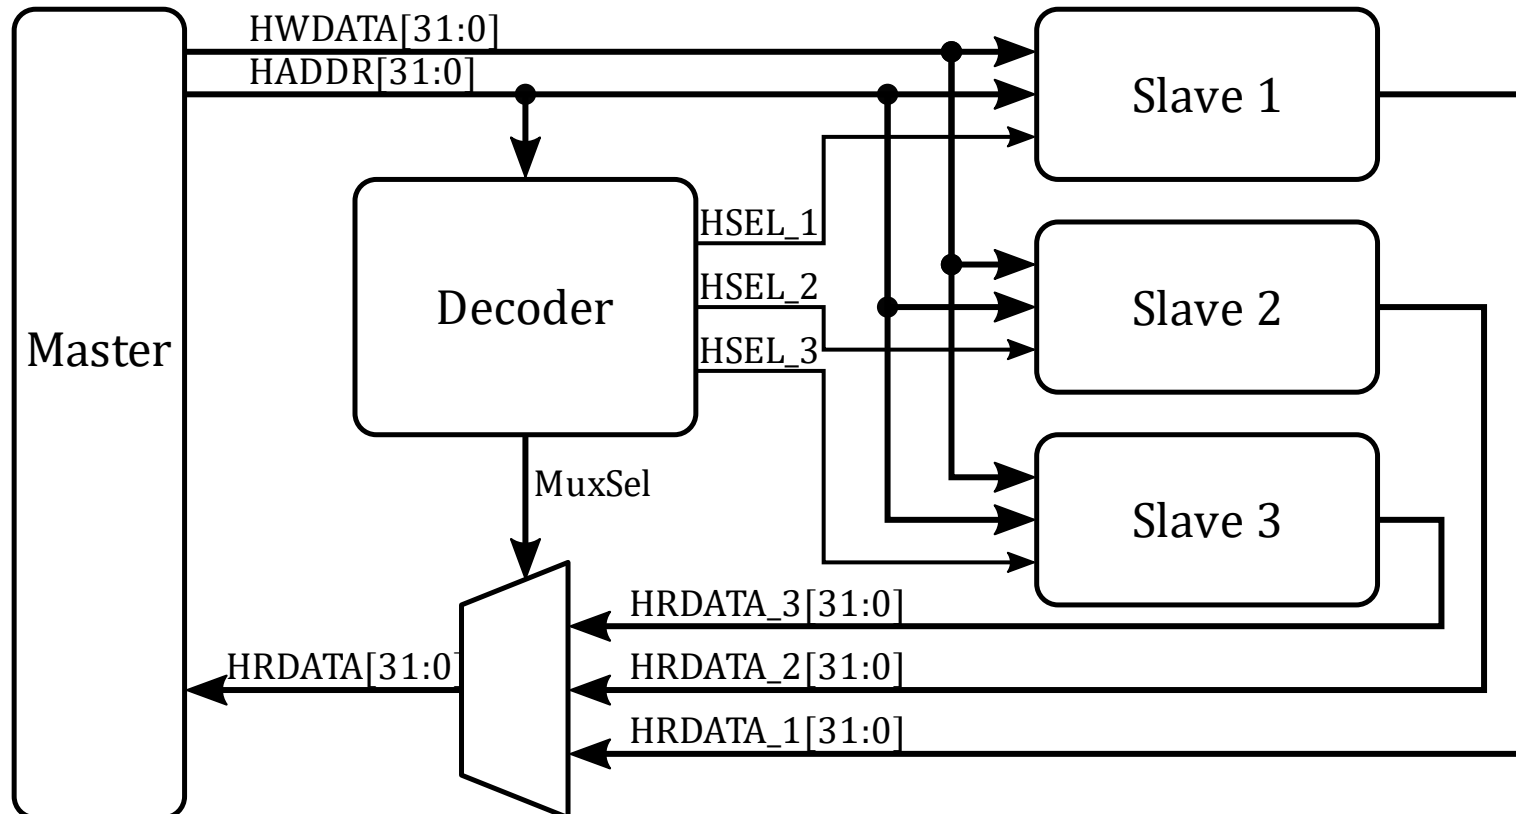 HWDATA[31:0]
HADDR[31:0]
Slave 1
HSEL_1
HSEL_2
Decoder
Slave 2
HSEL_3
Master
MuxSel
Slave 3
HRDATA_3[31:0]
HRDATA[31:0]
HRDATA_2[31:0]
HRDATA_1[31:0]